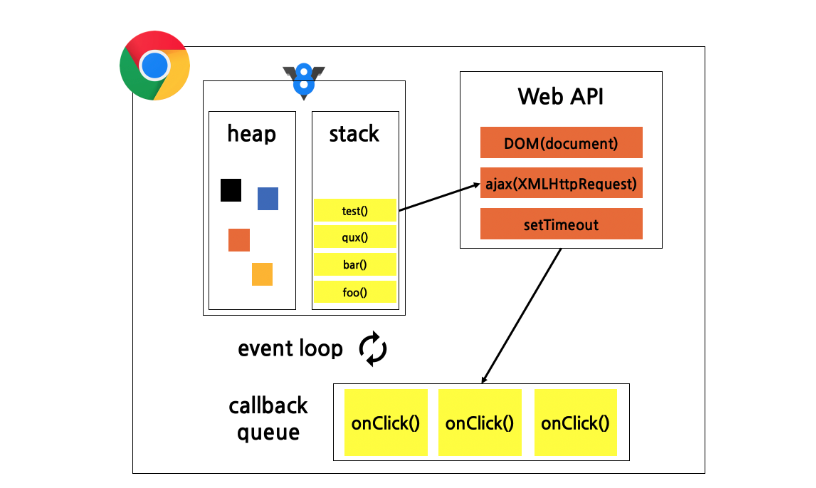 heap
stack
test()
qux()
bar()
foo()
Web API
DOM(document)
ajax(XMLHttpRequest)
setTimeout
event loop
callback
queue
onClick()
onClick()
onClick()
8